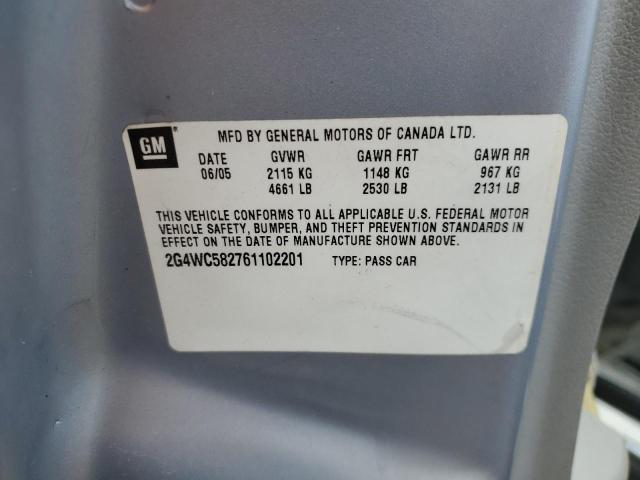 GM MFD BY GENERAL MOTORS OF CANADA LTD.
DATE GVWR GAWR FRT GAWR RR
06/05 2115 KG 1148 KG 967 KG
4661 LB 2530 LB 2131 LB
THIS VEHICLE CONFORMS TO ALL APPLICABLE U.S. FEDERAL MOTOR
VEHICLE SAFETY, BUMPER, AND THEFT PREVENTION STANDARDS IN
EFFECT ON THE DATE OF MANUFACTURE SHOWN ABOVE.
2G4WC582761102201 TYPE: PASS CAR